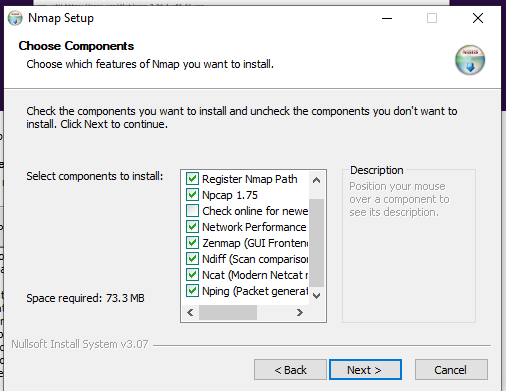 Nmap Setup
Choose Components
Choose which features of Nmap you want to install.
Check the components you want to install and uncheck the components you don't want to
install. Click Next to continue.
Select components to install:
Register Nmap Path
Npcap 1.75
Check online for newe
Network Performance
Zenmap (GUI Frontend
Ndiff (Scan comparison
Ncat (Modern Netcat r
Nping (Packet generat
Description
Position your mouse
over a component to
see its description.
Space required: 73.3 MB
Nullsoft Install System v3.07
< Back
Next >
Cancel